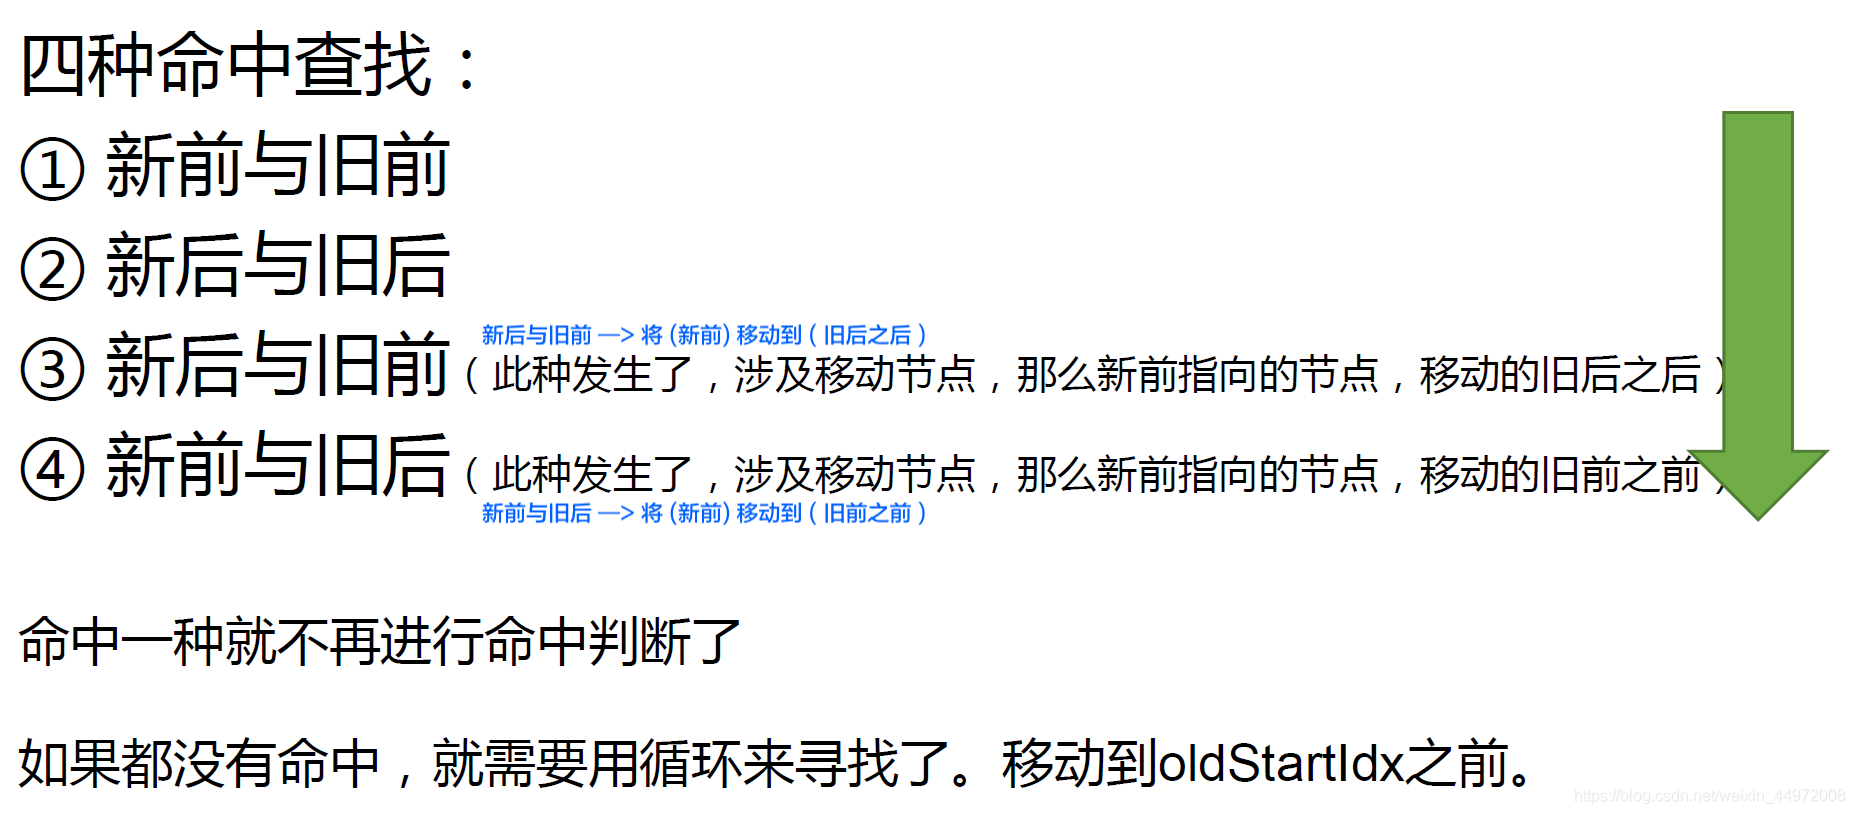 四种命中查找：
① 新前与旧前
② 新后与旧后
新后与旧前 —> 将 (新前) 移动到 ( 旧后之后 )
③ 新后与旧前（此种发生了，涉及移动节点，那么新前指向的节点，移动的旧后之后）
④ 新前与旧后（此种发生了，涉及移动节点，那么新前指向的节点，移动的旧前之前）
新前与旧后 —> 将 (新前) 移动到 ( 旧前之前 )
命中一种就不再进行命中判断了
如果都没有命中，就需要用循环来寻找了。移动到oldStartIdx之前。
https://blog.csdn.net/weixin_44972008